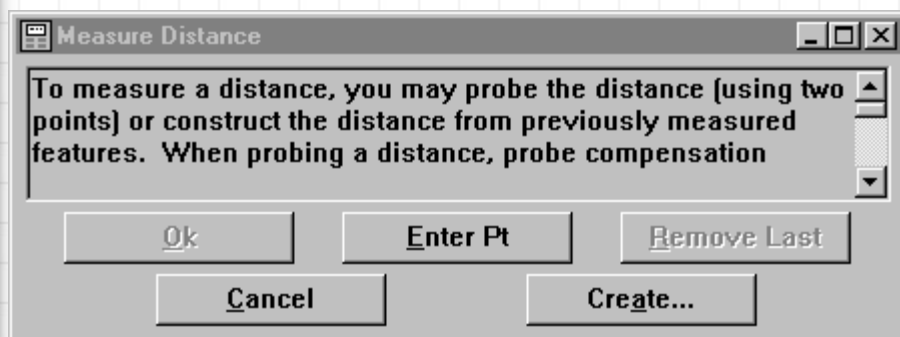 Measure Distance
To measure a distance, you may probe the distance (using two
points) or construct the distance from previously measured
features.  When probing a distance, probe compensation
Ok Enter Pt Remove Last
Cancel Create...